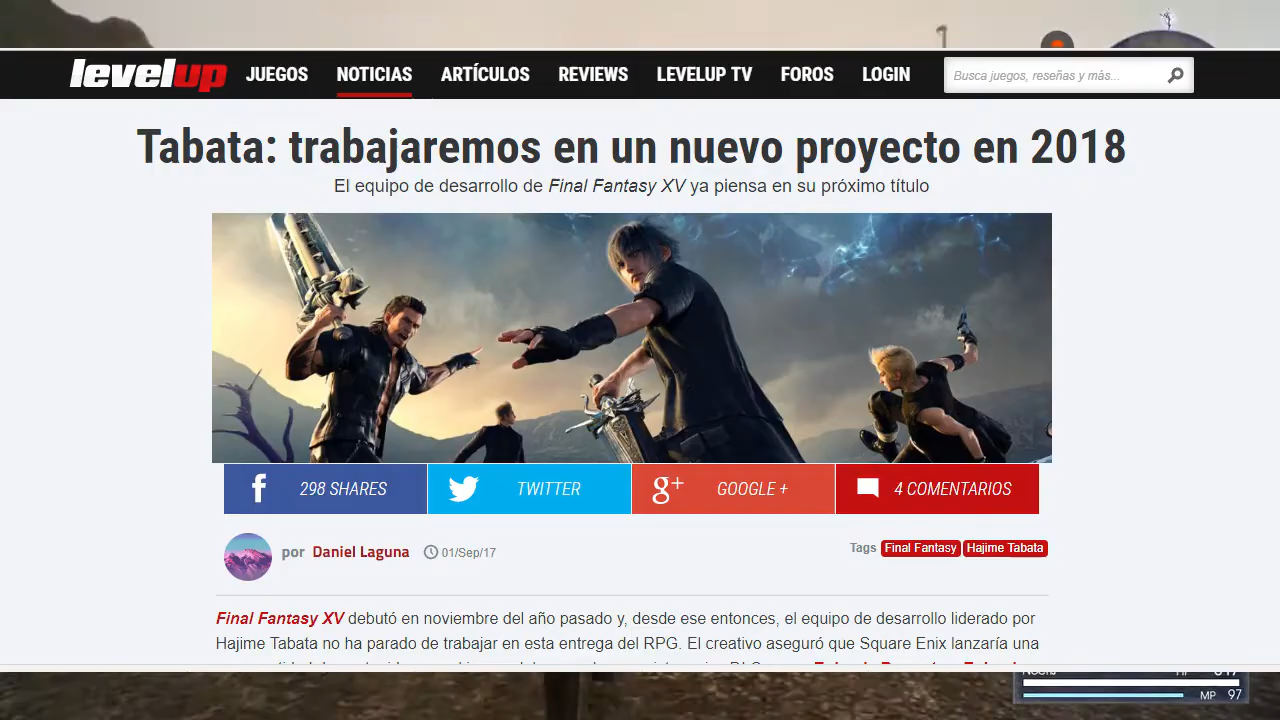 levelup JUEGOS NOTICIAS ARTÍCULOS REVIEWS LEVELUP TV FOROS LOGIN Busca juegos, reseñas y más...
Tabata: trabajaremos en un nuevo proyecto en 2018
El equipo de desarrollo de Final Fantasy XV ya piensa en su próximo título
298 SHARES TWITTER GOOGLE + 4 COMENTARIOS
por Daniel Laguna 01/Sep/17 Tags Final Fantasy Hajime Tabata
Final Fantasy XV debutó en noviembre del año pasado y, desde ese entonces, el equipo de desarrollo liderado por
Hajime Tabata no ha parado de trabajar en esta entrega del RPG. El creativo aseguró que Square Enix lanzaría una
MP 97